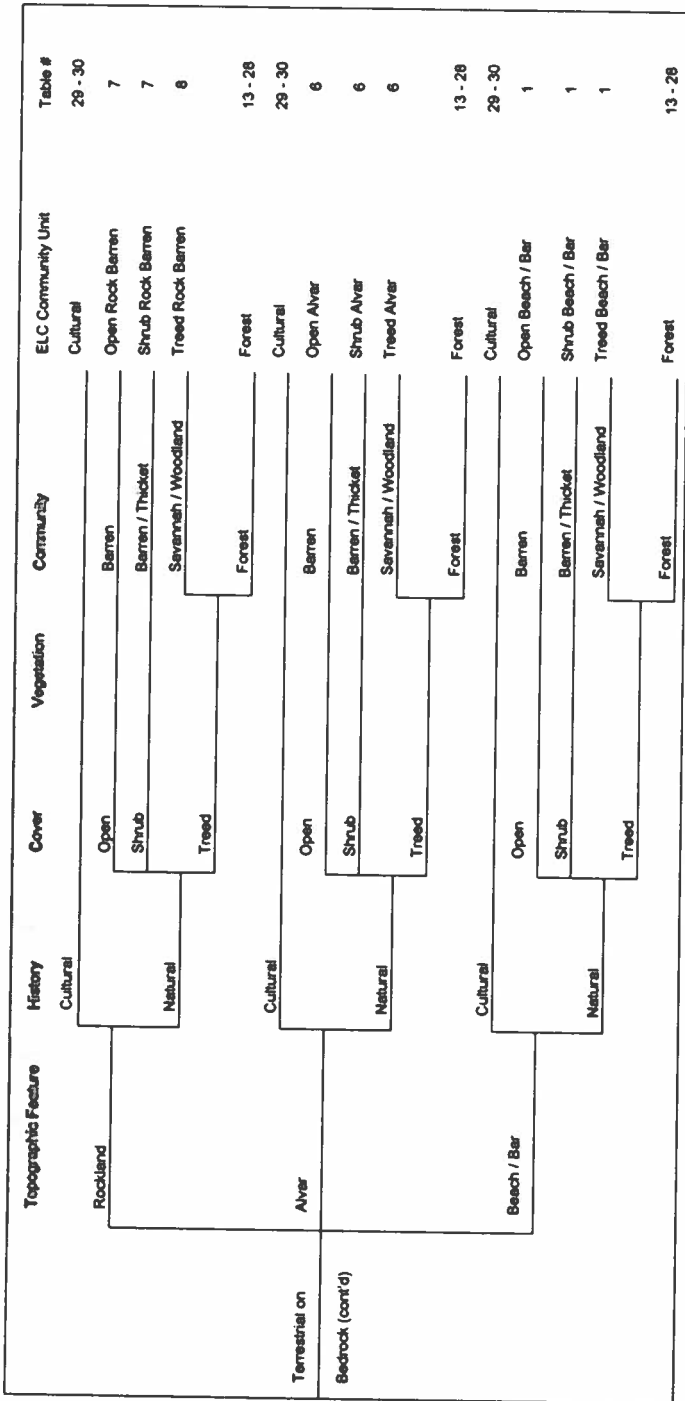 Topographic Feature History Cover Vegetation Community ELC Community Unit Table #
Cultural Cultural 29 - 30
Rockland Open Barren Open Rock Barren 7
Shrub Barren / Thicket Shrub Rock Barren 7
Natural Savannah / Woodland Treed Rock Barren
Treed
Forest Forest 13 - 28
Cultural Cultural 29 - 30
Terrestrial on Alvar Open Barren Open Alvar 6
Bedrock (cont'd) Shrub Barren / Thicket Shrub Alvar 6
Natural Savannah / Woodland Treed Alvar 6
Treed
Forest Forest 13 - 28
Cultural Cultural 29 - 30
Beach / Bar Open Barren Open Beach / Bar 1
Shrub Barren / Thicket Shrub Beach / Bar 1
Natural Savannah / Woodland Treed Beach / Bar 1
Treed
Forest Forest 13 - 28